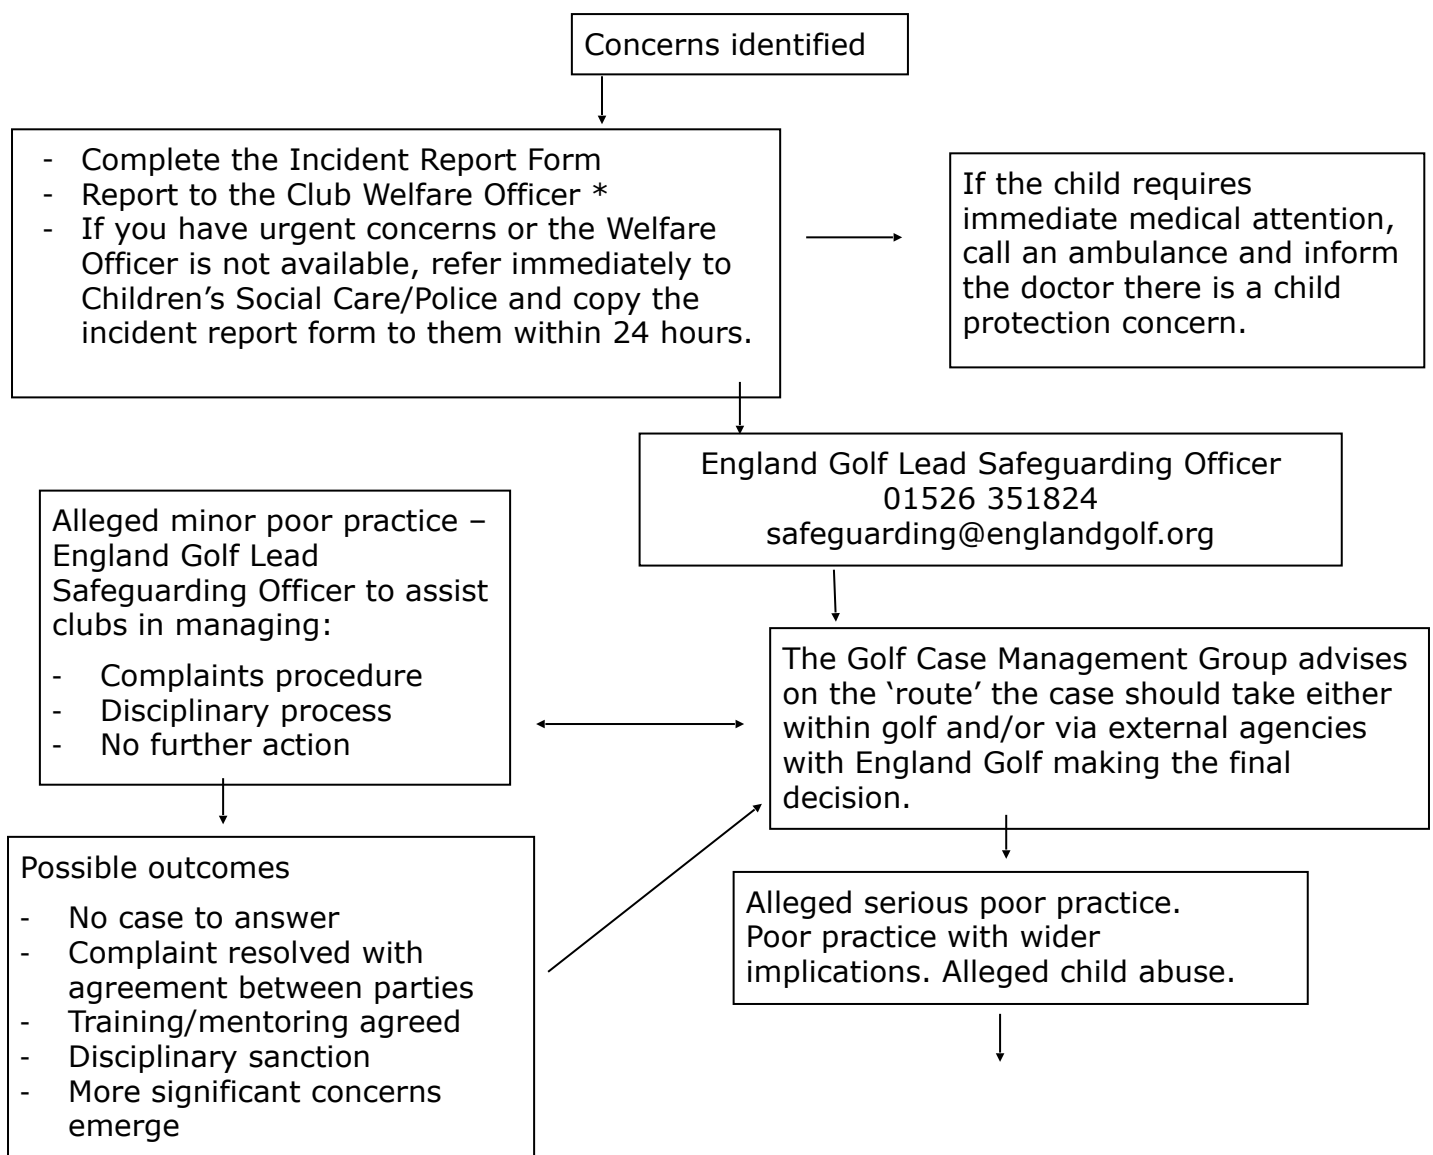 Concerns identified
- Complete the Incident Report Form
- Report to the Club Welfare Officer *
- If you have urgent concerns or the Welfare
Officer is not available, refer immediately to
Children’s Social Care/Police and copy the
incident report form to them within 24 hours.
If the child requires
immediate medical attention,
call an ambulance and inform
the doctor there is a child
protection concern.
England Golf Lead Safeguarding Officer
01526 351824
safeguarding@englandgolf.org
Alleged minor poor practice –
England Golf Lead
Safeguarding Officer to assist
clubs in managing:
- Complaints procedure
- Disciplinary process
- No further action
The Golf Case Management Group advises
on the ‘route’ the case should take either
within golf and/or via external agencies
with England Golf making the final
decision.
Possible outcomes
- No case to answer
- Complaint resolved with
agreement between parties
- Training/mentoring agreed
- Disciplinary sanction
- More significant concerns
emerge
Alleged serious poor practice.
Poor practice with wider
implications. Alleged child abuse.